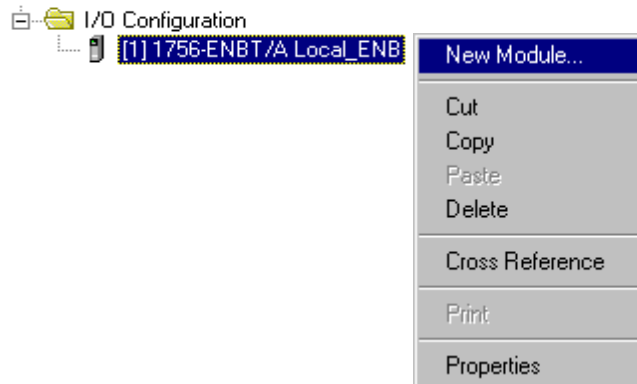 I/O Configuration
[1] 1756-ENBT/A Local_ENB
New Module...
Cut
Copy
Paste
Delete
Cross Reference
Print
Properties